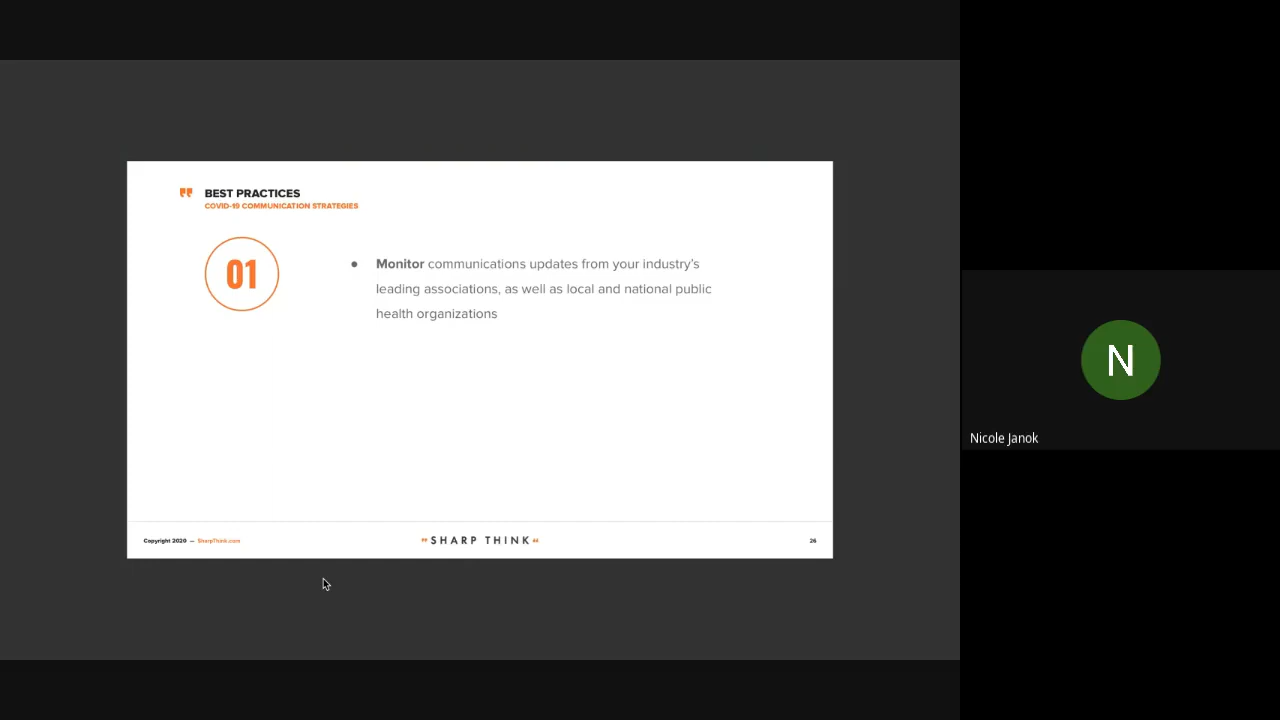 BEST PRACTICES
COVID-19 COMMUNICATION STRATEGIES
01
● Monitor communications updates from your industry's
leading associations, as well as local and national public
health organizations
Copyright 2020 — SharpThink.com
SHARP THINK
26
N
Nicole Janok